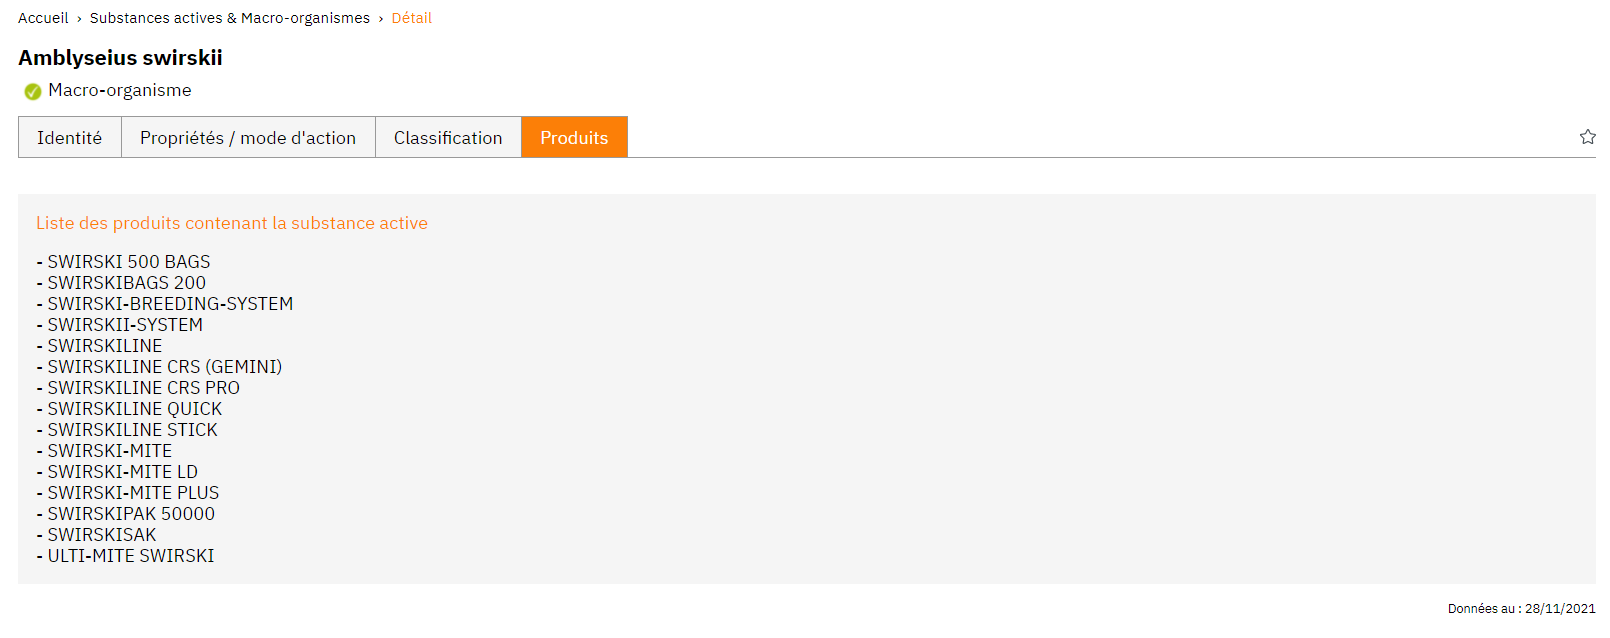 Accueil › Substances actives & Macro-organismes › Détail
Amblyseius swirskii
Macro-organisme
Identité Propriétés / mode d'action Classification Produits
Liste des produits contenant la substance active
- SWIRSKI 500 BAGS
- SWIRSKIBAGS 200
- SWIRSKI-BREEDING-SYSTEM
- SWIRSKII-SYSTEM
- SWIRSKILINE
- SWIRSKILINE CRS (GEMINI)
- SWIRSKILINE CRS PRO
- SWIRSKILINE QUICK
- SWIRSKILINE STICK
- SWIRSKI-MITE
- SWIRSKI-MITE LD
- SWIRSKI-MITE PLUS
- SWIRSKIPAK 50000
- SWIRSKISAK
- ULTI-MITE SWIRSKI
Données au : 28/11/2021